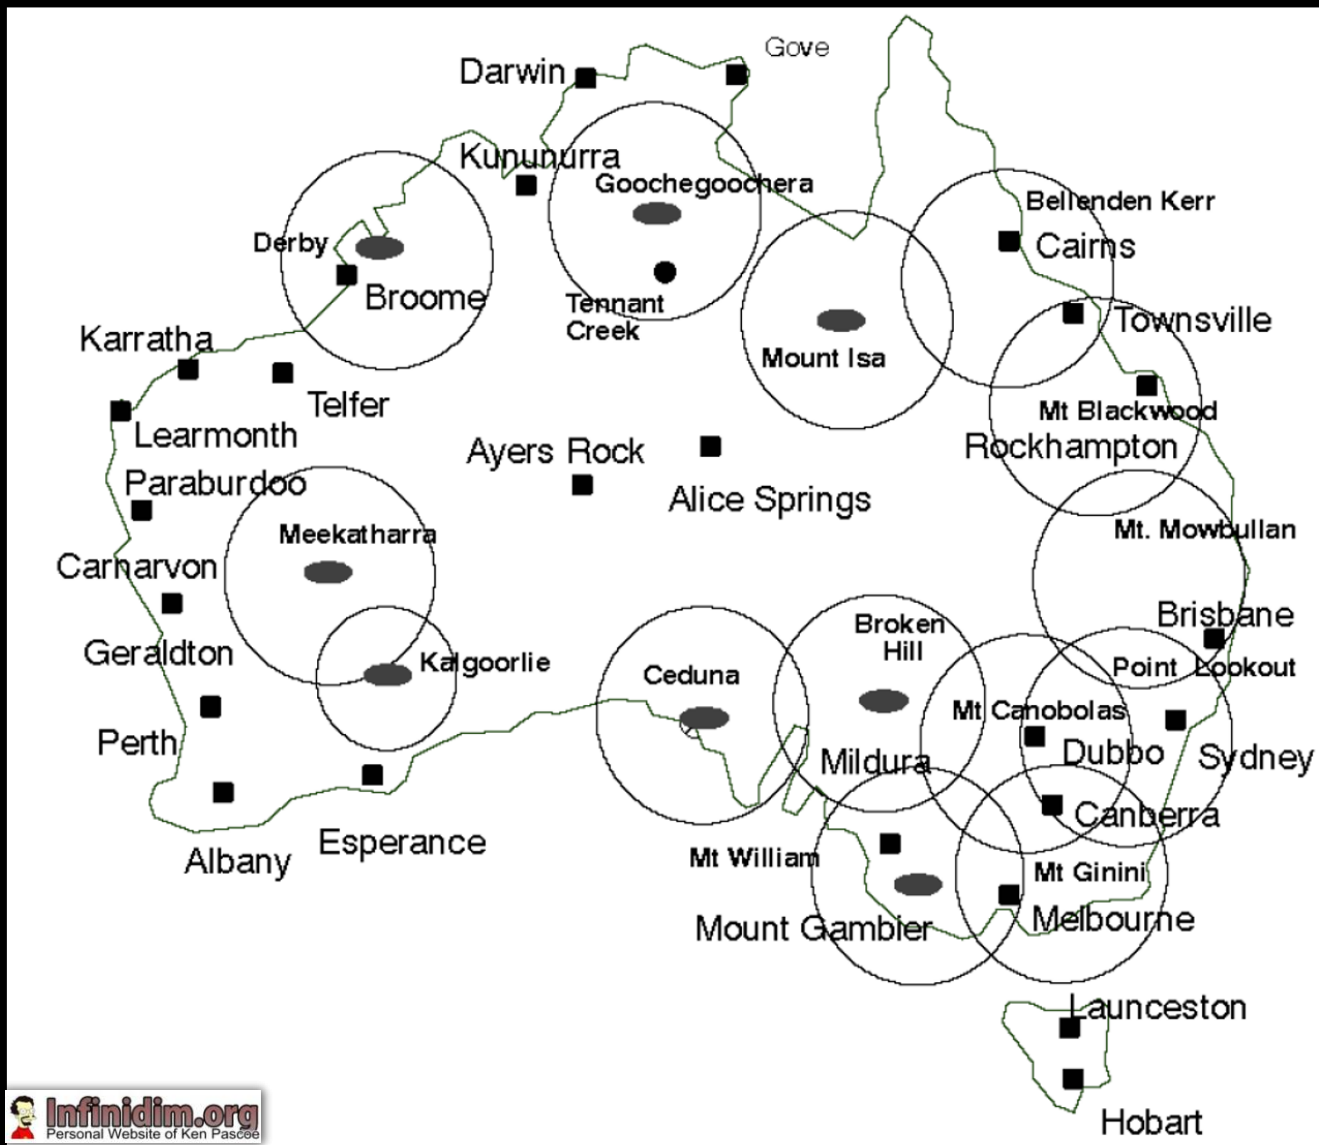 Gove
Darwin
Kununurra
Goochegoochera
Bellenden Kerr
Derby
Cairns
Broome
Tennant
Creek
Townsville
Karratha
Mount Isa
Telfer
Mt Blackwood
Learmonth
Ayers Rock
Rockhampton
Paraburdoo
Alice Springs
Meekatharra
Mt. Mowbullan
Carnarvon
Brisbane
Broken
Hill
Geraldton
Kalgoorlie
Ceduna
Point Lookout
Mt Canobolas
Perth
Mildura
Dubbo
Sydney
Canberra
Esperance
Albany
Mt William
Mt Ginini
Mount Gambier
Melbourne
Launceston
Hobart
Infinidim.org
Personal Website of Ken Pascoe